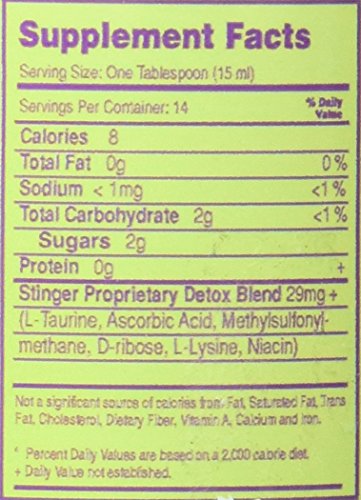 Supplement Facts
Serving Size: One Tablespoon (15 ml)
Servings Per Container: 14
% Daily
Value
Calories 8
Total Fat 0g 0%
Sodium < 1mg <1%
Total Carbohydrate 2g <1%
Sugars 2g
Protein 0g +
Stinger Proprietary Detox Blend 29mg +
(L-Taurine, Ascorbic Acid, Methylsulfonyl-
methane, D-ribose, L-Lysine, Niacin)
Not a significant source of calories from Fat, Saturated Fat, Trans
Fat, Cholesterol, Dietary Fiber, Vitamin A, Calcium and Iron.
* Percent Daily Values are based on a 2,000 calorie diet.
+ Daily Value not established.